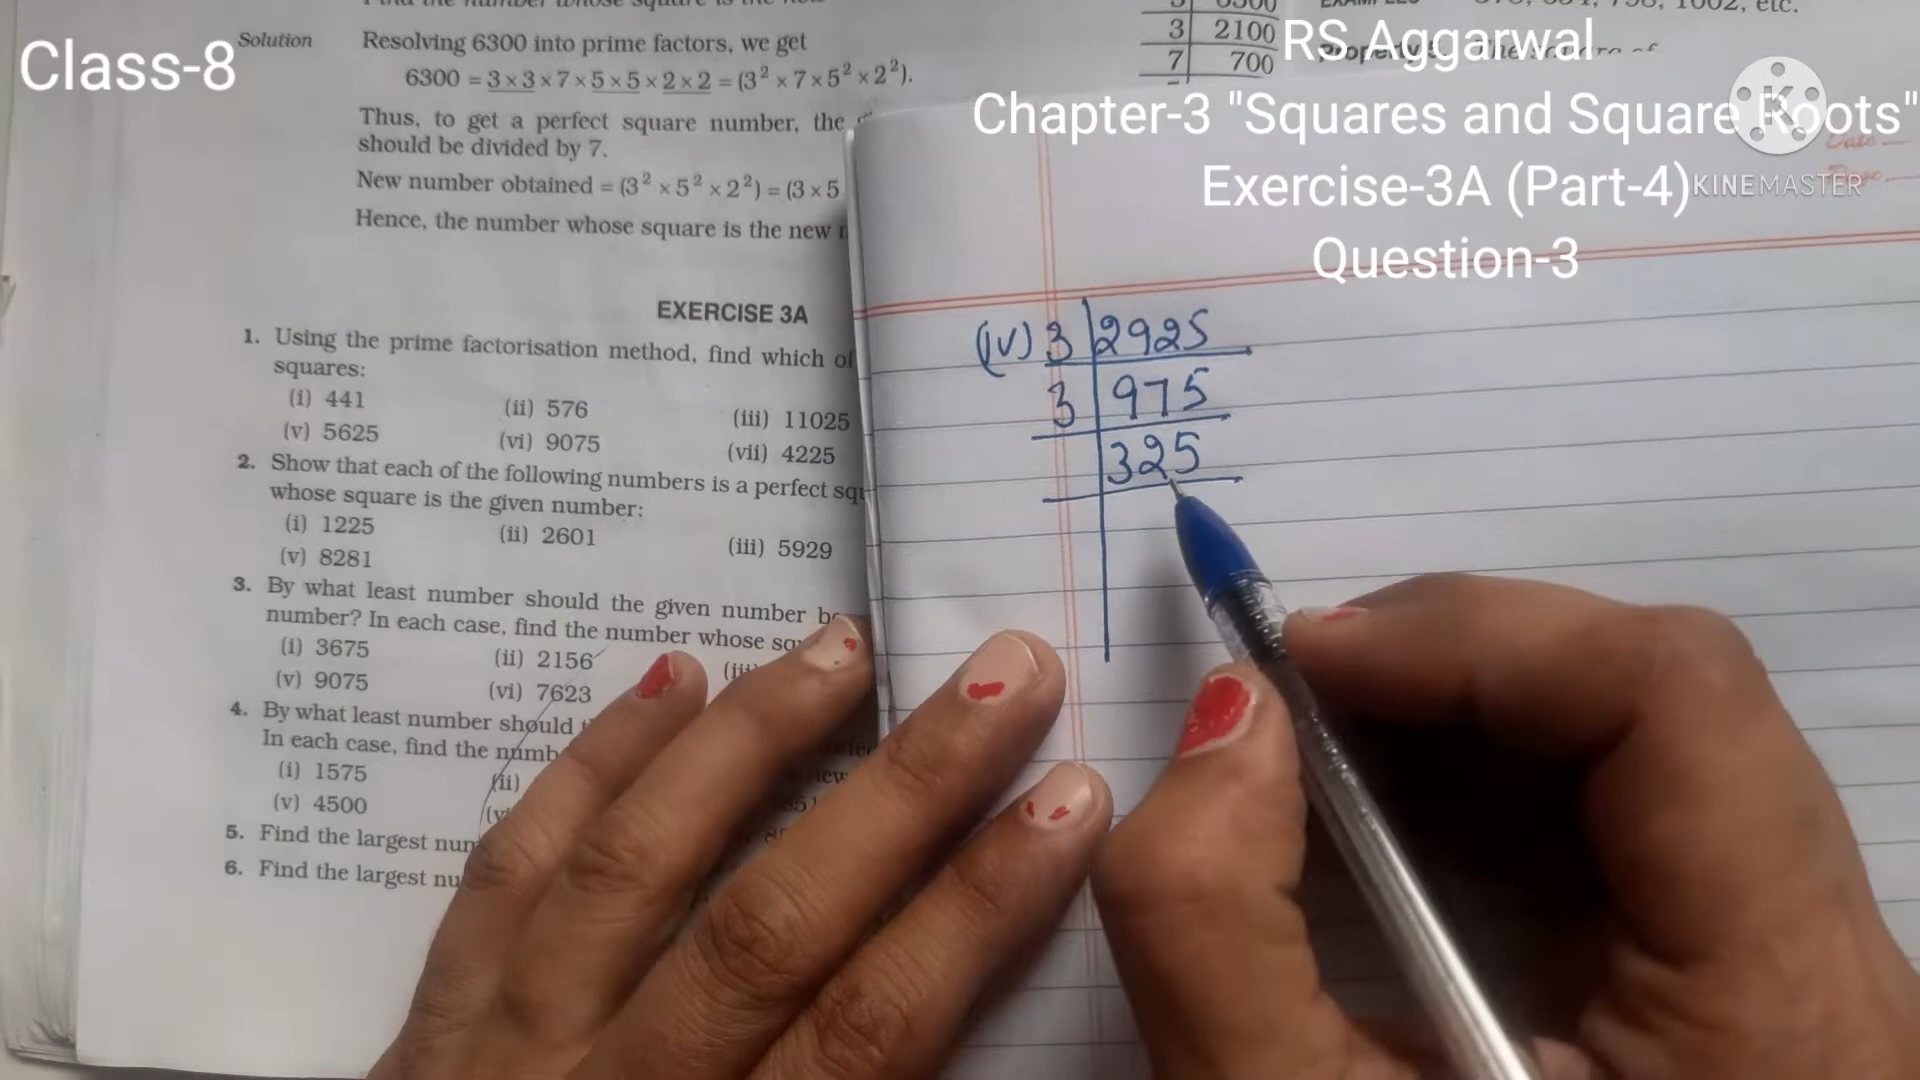 Class-8
RS Aggarwal
Chapter-3 "Squares and Square Roots"
Exercise-3A (Part-4)
Question-3
KINEMASTER
Solution Resolving 6300 into prime factors, we get
6300 = 3 × 3 × 7 × 5 × 5 × 2 × 2 = (3² × 7 × 5² × 2²).
Thus, to get a perfect square number, the
should be divided by 7.
New number obtained = (3² × 5² × 2²) = (3 × 5
Hence, the number whose square is the new
3 2100
7 700
EXERCISE 3A
1. Using the prime factorisation method, find which of
squares:
(i) 441 (ii) 576 (iii) 11025
(v) 5625 (vi) 9075 (vii) 4225
2. Show that each of the following numbers is a perfect
whose square is the given number:
(i) 1225 (ii) 2601 (iii) 5929
(v) 8281
3. By what least number should the given number
number? In each case, find the number whose
(i) 3675 (ii) 2156
(v) 9075 (vi) 7623
4. By what least number should
In each case, find the
(i) 1575 (ii)
(v) 4500
5. Find the largest
6. Find the largest
(iv) 3 2925
3 975
325